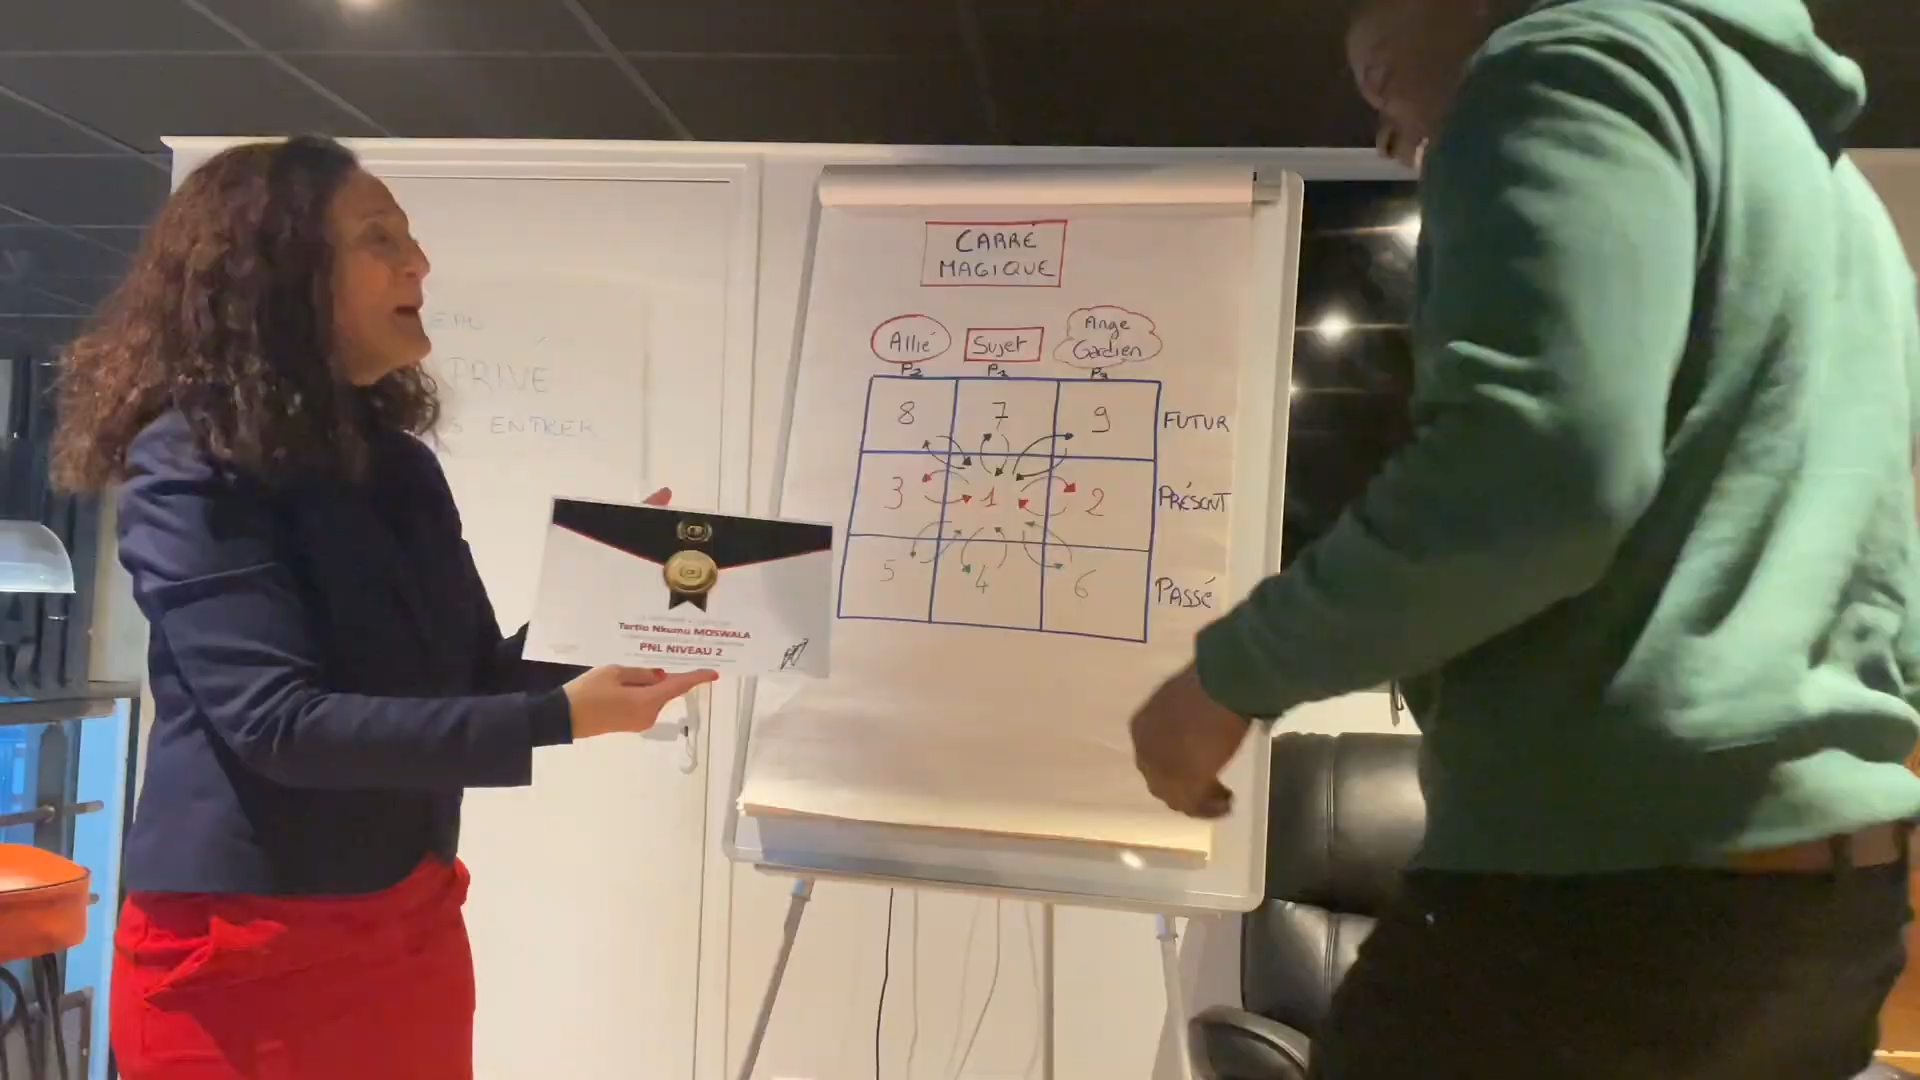 CARRÉ
MAGIQUE
Allié
Sujet
Ange
Gardien
P2
P1
P3
8 7 9 FUTUR
3 1 2 PRÉSENT
5 4 6 PASSÉ
PRIVÉ
ENTRER
Nkumu MOSWALA
PNL NIVEAU 2